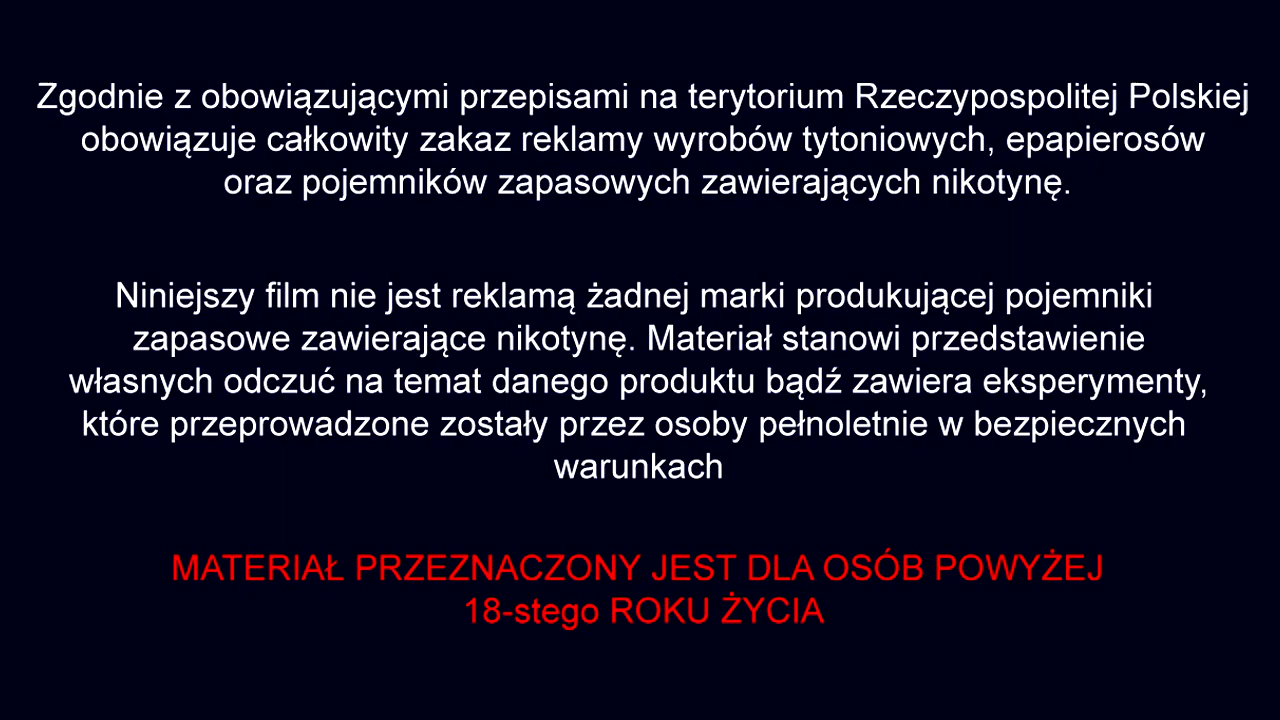 Zgodnie z obowiązującymi przepisami na terytorium Rzeczypospolitej Polskiej
obowiązuje całkowity zakaz reklamy wyrobów tytoniowych, epapierosów
oraz pojemników zapasowych zawierających nikotynę.
Niniejszy film nie jest reklamą żadnej marki produkującej pojemniki
zapasowe zawierające nikotynę. Materiał stanowi przedstawienie
własnych odczuć na temat danego produktu bądź zawiera eksperymenty,
które przeprowadzone zostały przez osoby pełnoletnie w bezpiecznych
warunkach
MATERIAŁ PRZEZNACZONY JEST DLA OSÓB POWYŻEJ
18-stego ROKU ŻYCIA